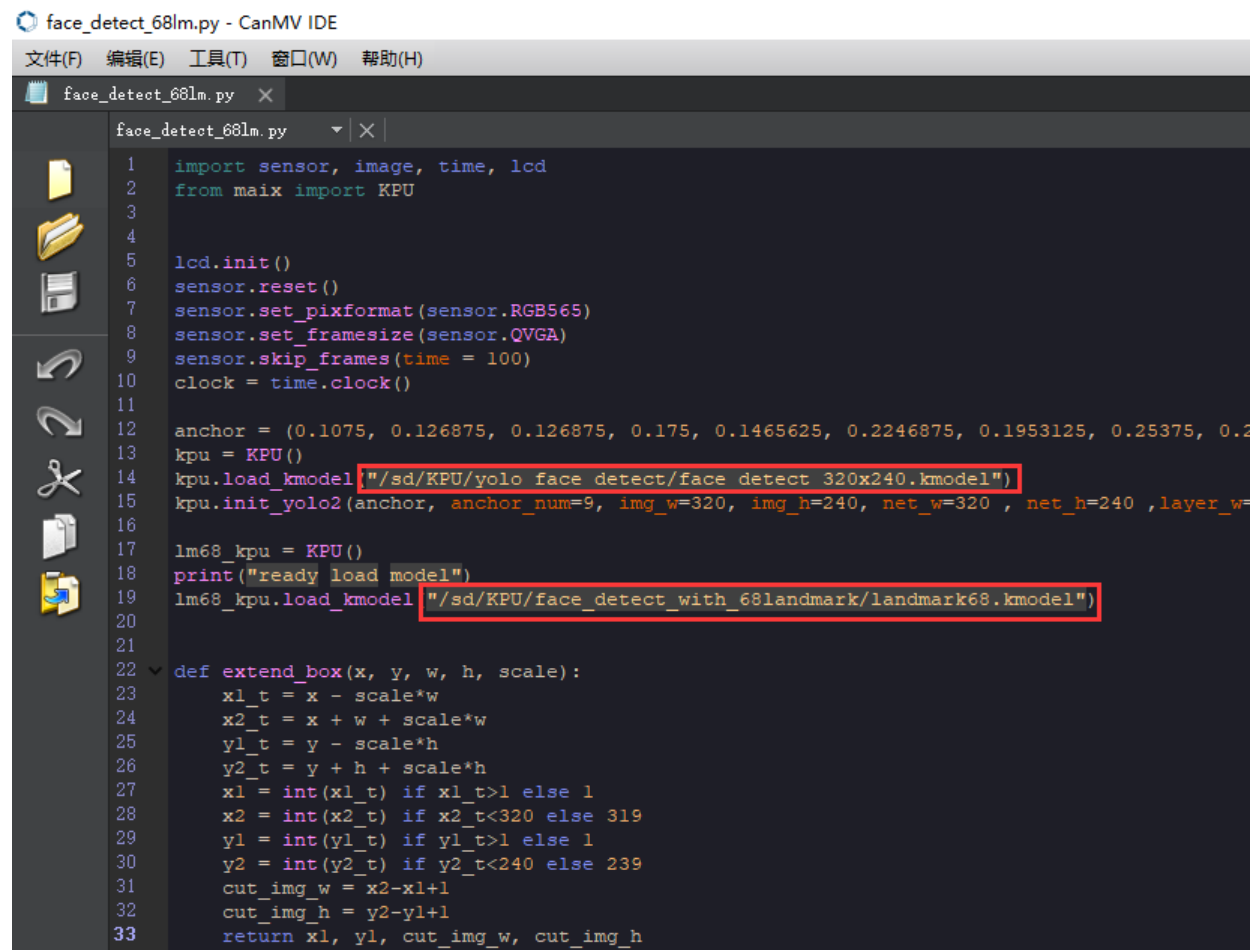 face_detect_68lm.py - CanMV IDE
文件(F) 编辑(E) 工具(T) 窗口(W) 帮助(H)
face_detect_68lm.py
face_detect_68lm.py
1 import sensor, image, time, lcd
2 from maix import KPU
3
4
5 lcd.init()
6 sensor.reset()
7 sensor.set_pixformat(sensor.RGB565)
8 sensor.set_framesize(sensor.QVGA)
9 sensor.skip_frames(time = 100)
10 clock = time.clock()
11
12 anchor = (0.1075, 0.126875, 0.126875, 0.175, 0.1465625, 0.2246875, 0.1953125, 0.25375, 0.2
13 kpu = KPU()
14 kpu.load_kmodel("/sd/KPU/yolo_face_detect/face_detect_320x240.kmodel")
15 kpu.init_yolo2(anchor, anchor_num=9, img_w=320, img_h=240, net_w=320 , net_h=240 ,layer_w=
16
17 lm68_kpu = KPU()
18 print("ready load model")
19 lm68_kpu.load_kmodel("/sd/KPU/face_detect_with_68landmark/landmark68.kmodel")
20
21
22 def extend_box(x, y, w, h, scale):
23     x1_t = x - scale*w
24     x2_t = x + w + scale*w
25     y1_t = y - scale*h
26     y2_t = y + h + scale*h
27     x1 = int(x1_t) if x1_t>1 else 1
28     x2 = int(x2_t) if x2_t<320 else 319
29     y1 = int(y1_t) if y1_t>1 else 1
30     y2 = int(y2_t) if y2_t<240 else 239
31     cut_img_w = x2-x1+1
32     cut_img_h = y2-y1+1
33     return x1, y1, cut_img_w, cut_img_h